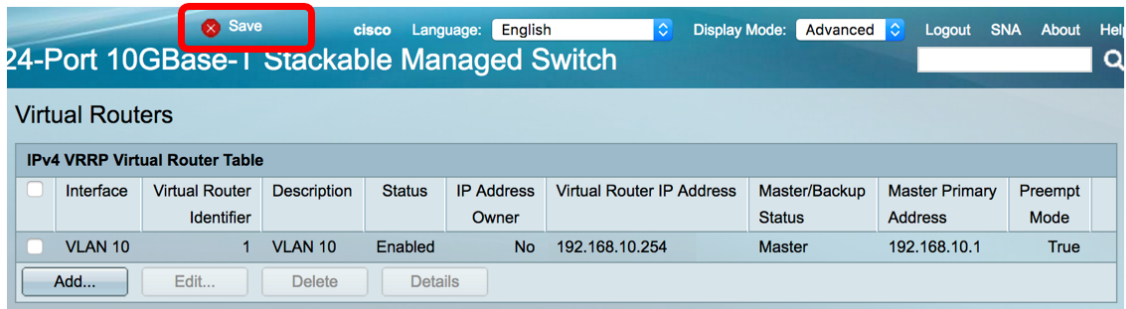 Save cisco Language: English Display Mode: Advanced Logout SNA About
24-Port 10GBase-T Stackable Managed Switch
Virtual Routers
IPv4 VRRP Virtual Router Table
Interface Virtual Router Identifier Description Status IP Address Owner Virtual Router IP Address Master/Backup Status Master Primary Address Preempt Mode
VLAN 10 1 VLAN 10 Enabled No 192.168.10.254 Master 192.168.10.1 True
Add... Edit... Delete Details